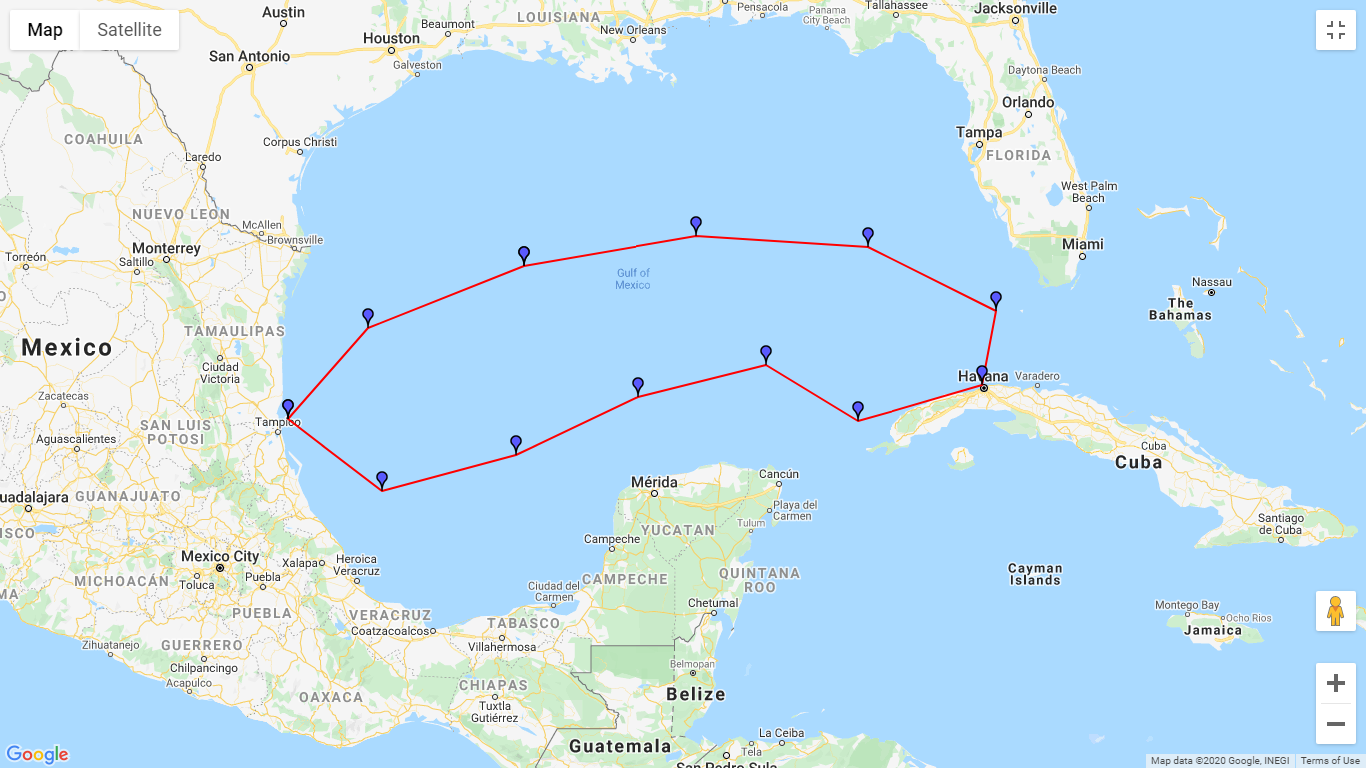 Map
Satellite
Austin
LOUISIANA
Pensacola
Panama
City Beach
Tallahassee
Jacksonville
Beaumont
Houston
New Orleans
San Antonio
Galveston
Daytona Beach
Orlando
Tampa
FLORIDA
COAHUILA
Corpus Christi
Laredo
West Palm
Beach
NUEVO LEON
McAllen
Brownsville
Monterrey
Saltillo
Torreón
Miami
Gulf of
Mexico
Nassau
The
Bahamas
TAMAULIPAS
Mexico
Ciudad
Victoria
Havana
Varadero
Zacatecas
Tampico
SAN LUIS
POTOSI
Aguascalientes
Cuba
Cuba
Cancún
Mérida
uadalajara
GUANAJUATO
Playa del
Carmen
Tulum
YUCATAN
Santiago
de Cuba
ISCO
Campeche
Mexico City
Xalapa
Heroica
Veracruz
MICHOACÁN
Toluca
Puebla
Ciudad del
Carmen
CAMPECHE
QUINTANA
ROO
Cayman
Islands
MA
PUEBLA
VERACRUZ
Chetumal
Montego Bay
Ocho Rios
Jamaica
Coatzacoalcos
TABASCO
Villahermosa
Zihuatanejo
GUERRERO
Chilpancingo
Acapulco
Belmopan
Belize
OAXACA
CHIAPAS
Tuxtla
Gutiérrez
La Ceiba
Tela
Guatemala
San Pedro Sula
Google
Map data ©2020 Google, INEGI
Terms of Use